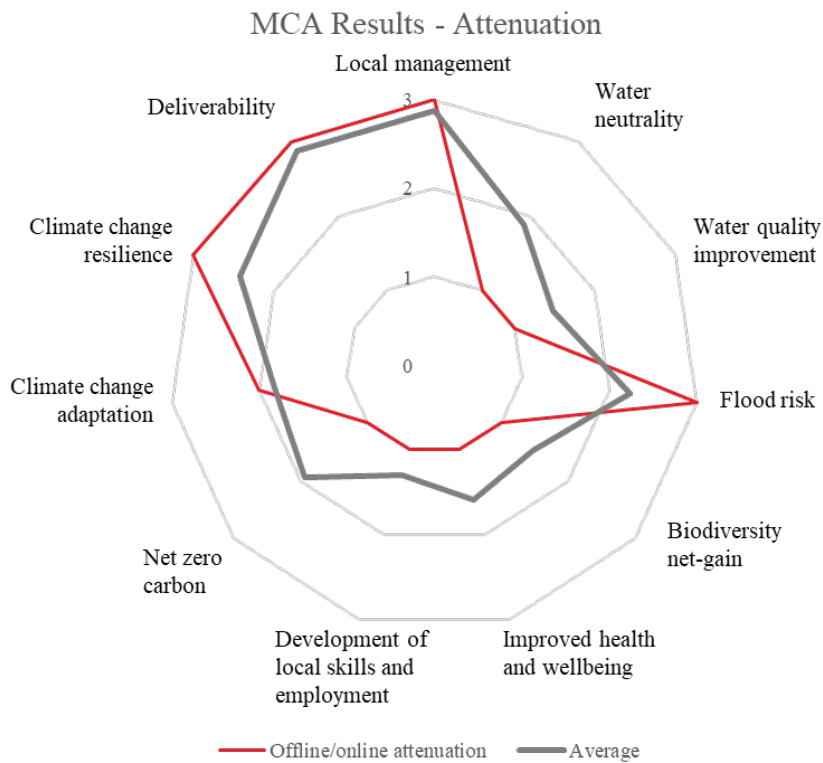 MCA Results - Attenuation
Local management
Water
neutrality
Water quality
improvement
Flood risk
Biodiversity
net-gain
Improved health
and wellbeing
Development of
local skills and
employment
Net zero
carbon
Climate change
adaptation
Climate change
resilience
Deliverability
3
2
1
0
Offline/online attenuation
Average